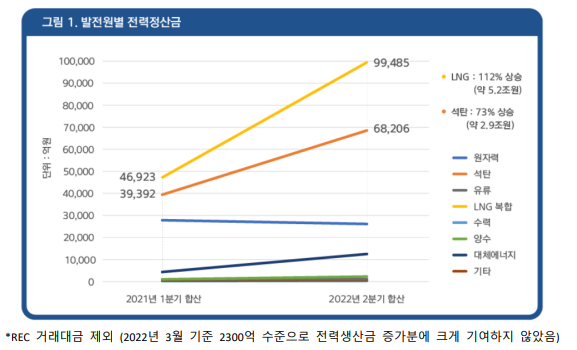 그림 1. 발전원별 전력정산금
단위 : 억원
100,000
90,000
80,000
70,000
60,000
50,000
40,000
30,000
20,000
10,000
0
46,923
39,392
99,485
68,206
2021년 1분기 합산
2022년 2분기 합산
LNG : 112% 상승
(약 5.2조원)
석탄 : 73% 상승
(약 2.9조원)
원자력
석탄
유류
LNG 복합
수력
양수
대체에너지
기타
*REC 거래대금 제외 (2022년 3월 기준 2300억 수준으로 전력생산금 증가분에 크게 기여하지 않았음)